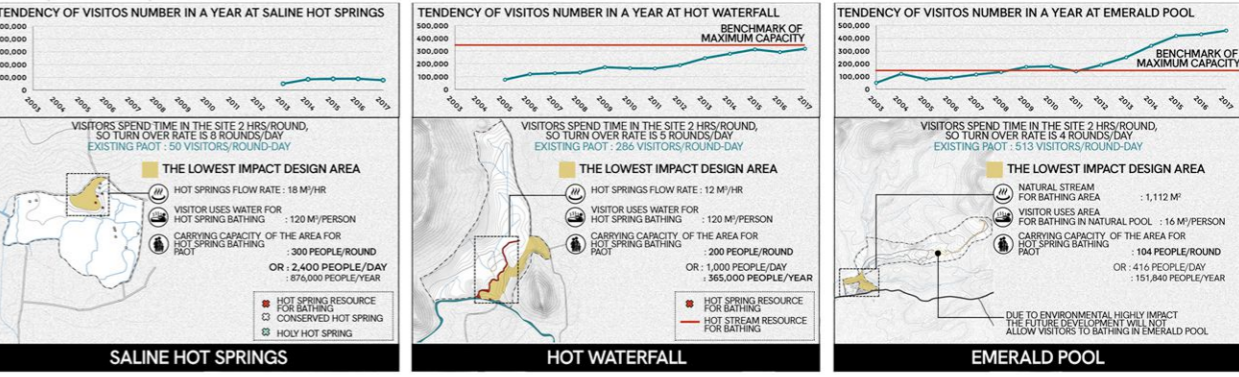 TENDENCY OF VISITOS NUMBER IN A YEAR AT SALINE HOT SPRINGS
00,000
00,000
00,000
00,000
00,000
0
2003 2004 2005 2006 2007 2008 2009 2010 2011 2012 2013 2014 2015 2016 2017
VISITORS SPEND TIME IN THE SITE 2 HRS/ROUND,
SO TURN OVER RATE IS 8 ROUNDS/DAY
EXISTING PAOT : 50 VISITORS/ROUND-DAY
THE LOWEST IMPACT DESIGN AREA
HOT SPRINGS FLOW RATE : 18 M³/HR
VISITOR USES WATER FOR
HOT SPRING BATHING : 120 M³/PERSON
CARRYING CAPACITY OF THE AREA FOR
HOT SPRING BATHING
PAOT : 300 PEOPLE/ROUND
OR : 2,400 PEOPLE/DAY
: 876,000 PEOPLE/YEAR
HOT SPRING RESOURCE
FOR BATHING
CONSERVED HOT SPRING
HOLY HOT SPRING
SALINE HOT SPRINGS
TENDENCY OF VISITOS NUMBER IN A YEAR AT HOT WATERFALL
500,000
400,000
300,000
200,000
100,000
0
BENCHMARK OF
MAXIMUM CAPACITY
2003 2004 2005 2006 2007 2008 2009 2010 2011 2012 2013 2014 2015 2016 2017
VISITORS SPEND TIME IN THE SITE 2 HRS/ROUND,
SO TURN OVER RATE IS 5 ROUNDS/DAY
EXISTING PAOT : 286 VISITORS/ROUND-DAY
THE LOWEST IMPACT DESIGN AREA
HOT SPRINGS FLOW RATE : 12 M³/HR
VISITOR USES WATER FOR
HOT SPRING BATHING : 120 M³/PERSON
CARRYING CAPACITY OF THE AREA FOR
HOT SPRING BATHING
PAOT : 200 PEOPLE/ROUND
OR : 1,000 PEOPLE/DAY
: 365,000 PEOPLE/YEAR
HOT SPRING RESOURCE
FOR BATHING
HOT STREAM RESOURCE
FOR BATHING
HOT WATERFALL
TENDENCY OF VISITOS NUMBER IN A YEAR AT EMERALD POOL
500,000
400,000
300,000
200,000
100,000
0
BENCHMARK OF
MAXIMUM CAPACITY
2003 2004 2005 2006 2007 2008 2009 2010 2011 2012 2013 2014 2015 2016 2017
VISITORS SPEND TIME IN THE SITE 2 HRS/ROUND,
SO TURN OVER RATE IS 4 ROUNDS/DAY
EXISTING PAOT : 513 VISITORS/ROUND-DAY
THE LOWEST IMPACT DESIGN AREA
NATURAL STREAM
FOR BATHING AREA : 1,112 M²
VISITOR USES AREA
FOR BATHING IN NATURAL POOL : 16 M²/PERSON
CARRYING CAPACITY OF THE AREA FOR
HOT SPRING BATHING
PAOT : 104 PEOPLE/ROUND
OR : 416 PEOPLE/DAY
: 151,840 PEOPLE/YEAR
DUE TO ENVIRONMENTAL HIGHLY IMPACT
THE FUTURE DEVELOPMENT WILL NOT
ALLOW VISITORS TO BATHING IN EMERALD POOL
EMERALD POOL